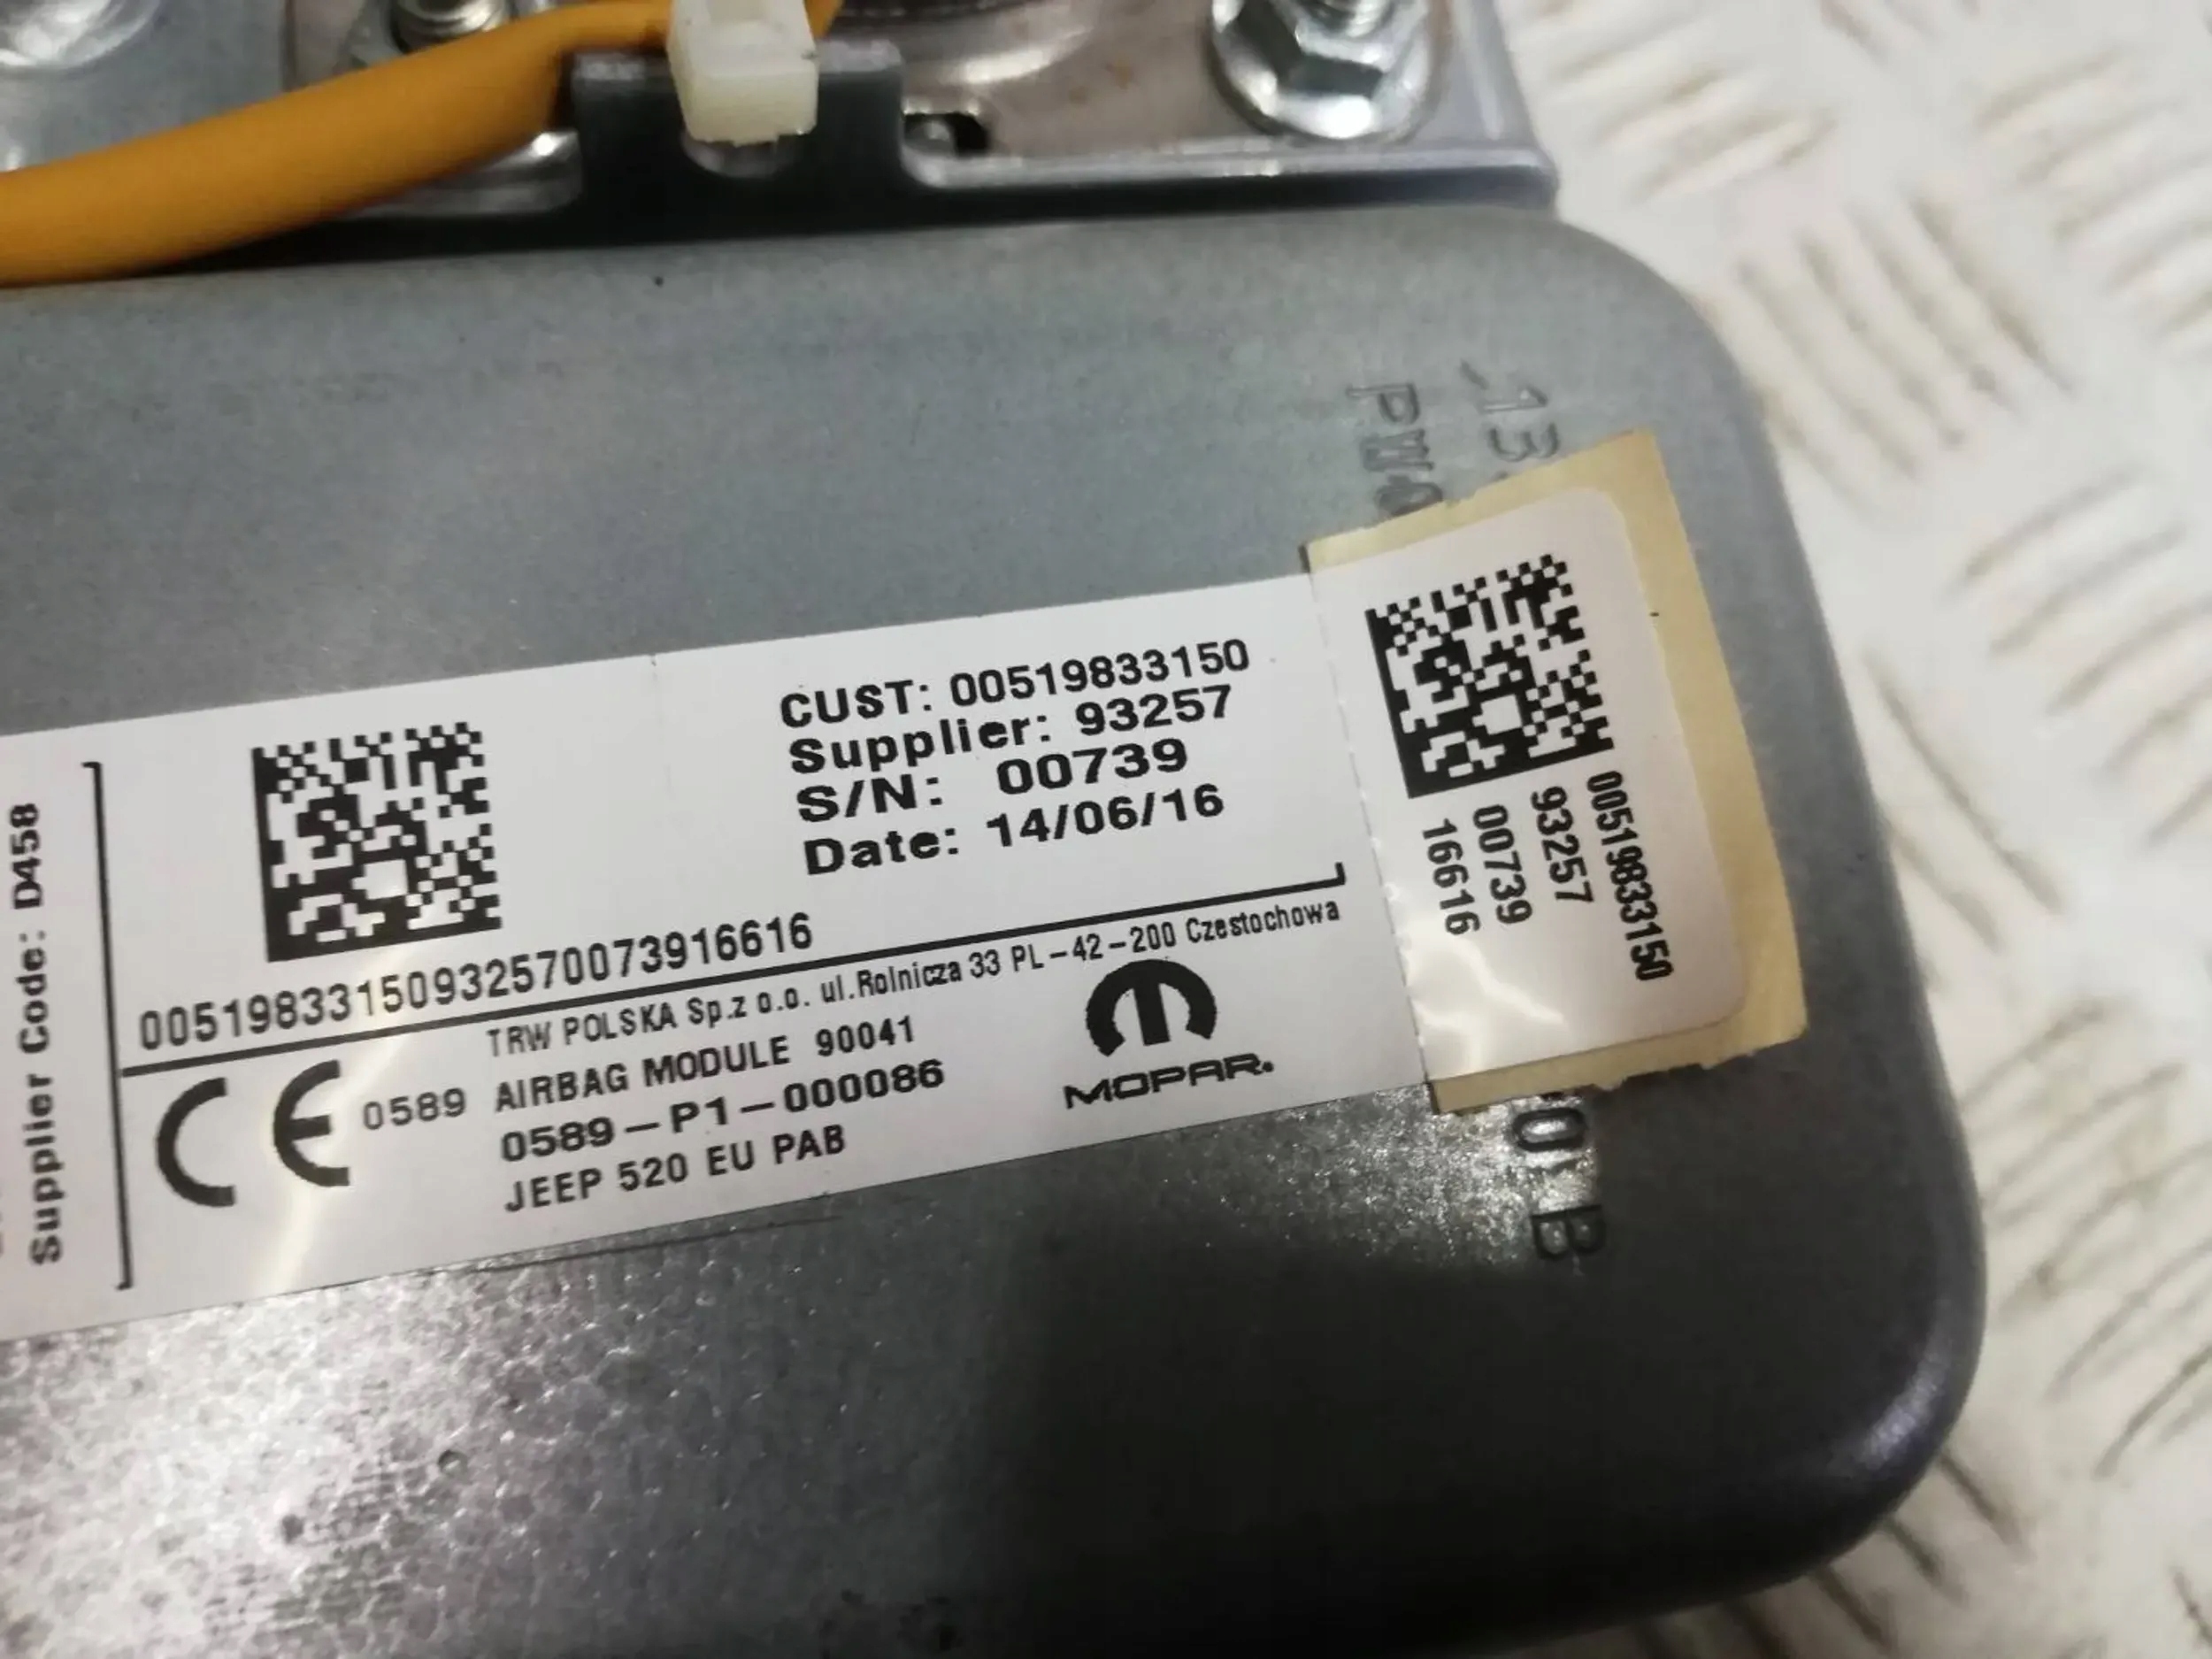 Supplier Code: D458
CUST: 00519833150
Supplier: 93257
S/N: 00739
Date: 14/06/16
00519833150932570073916616
TRW POLSKA Sp.z o.o. ul.Rolnicza 33 PL-42-200 Czestochowa
CE 0589 AIRBAG MODULE 90041
0589-P1-000086
JEEP 520 EU PAB
MOPAR.
00519833150
93257
00739
16616